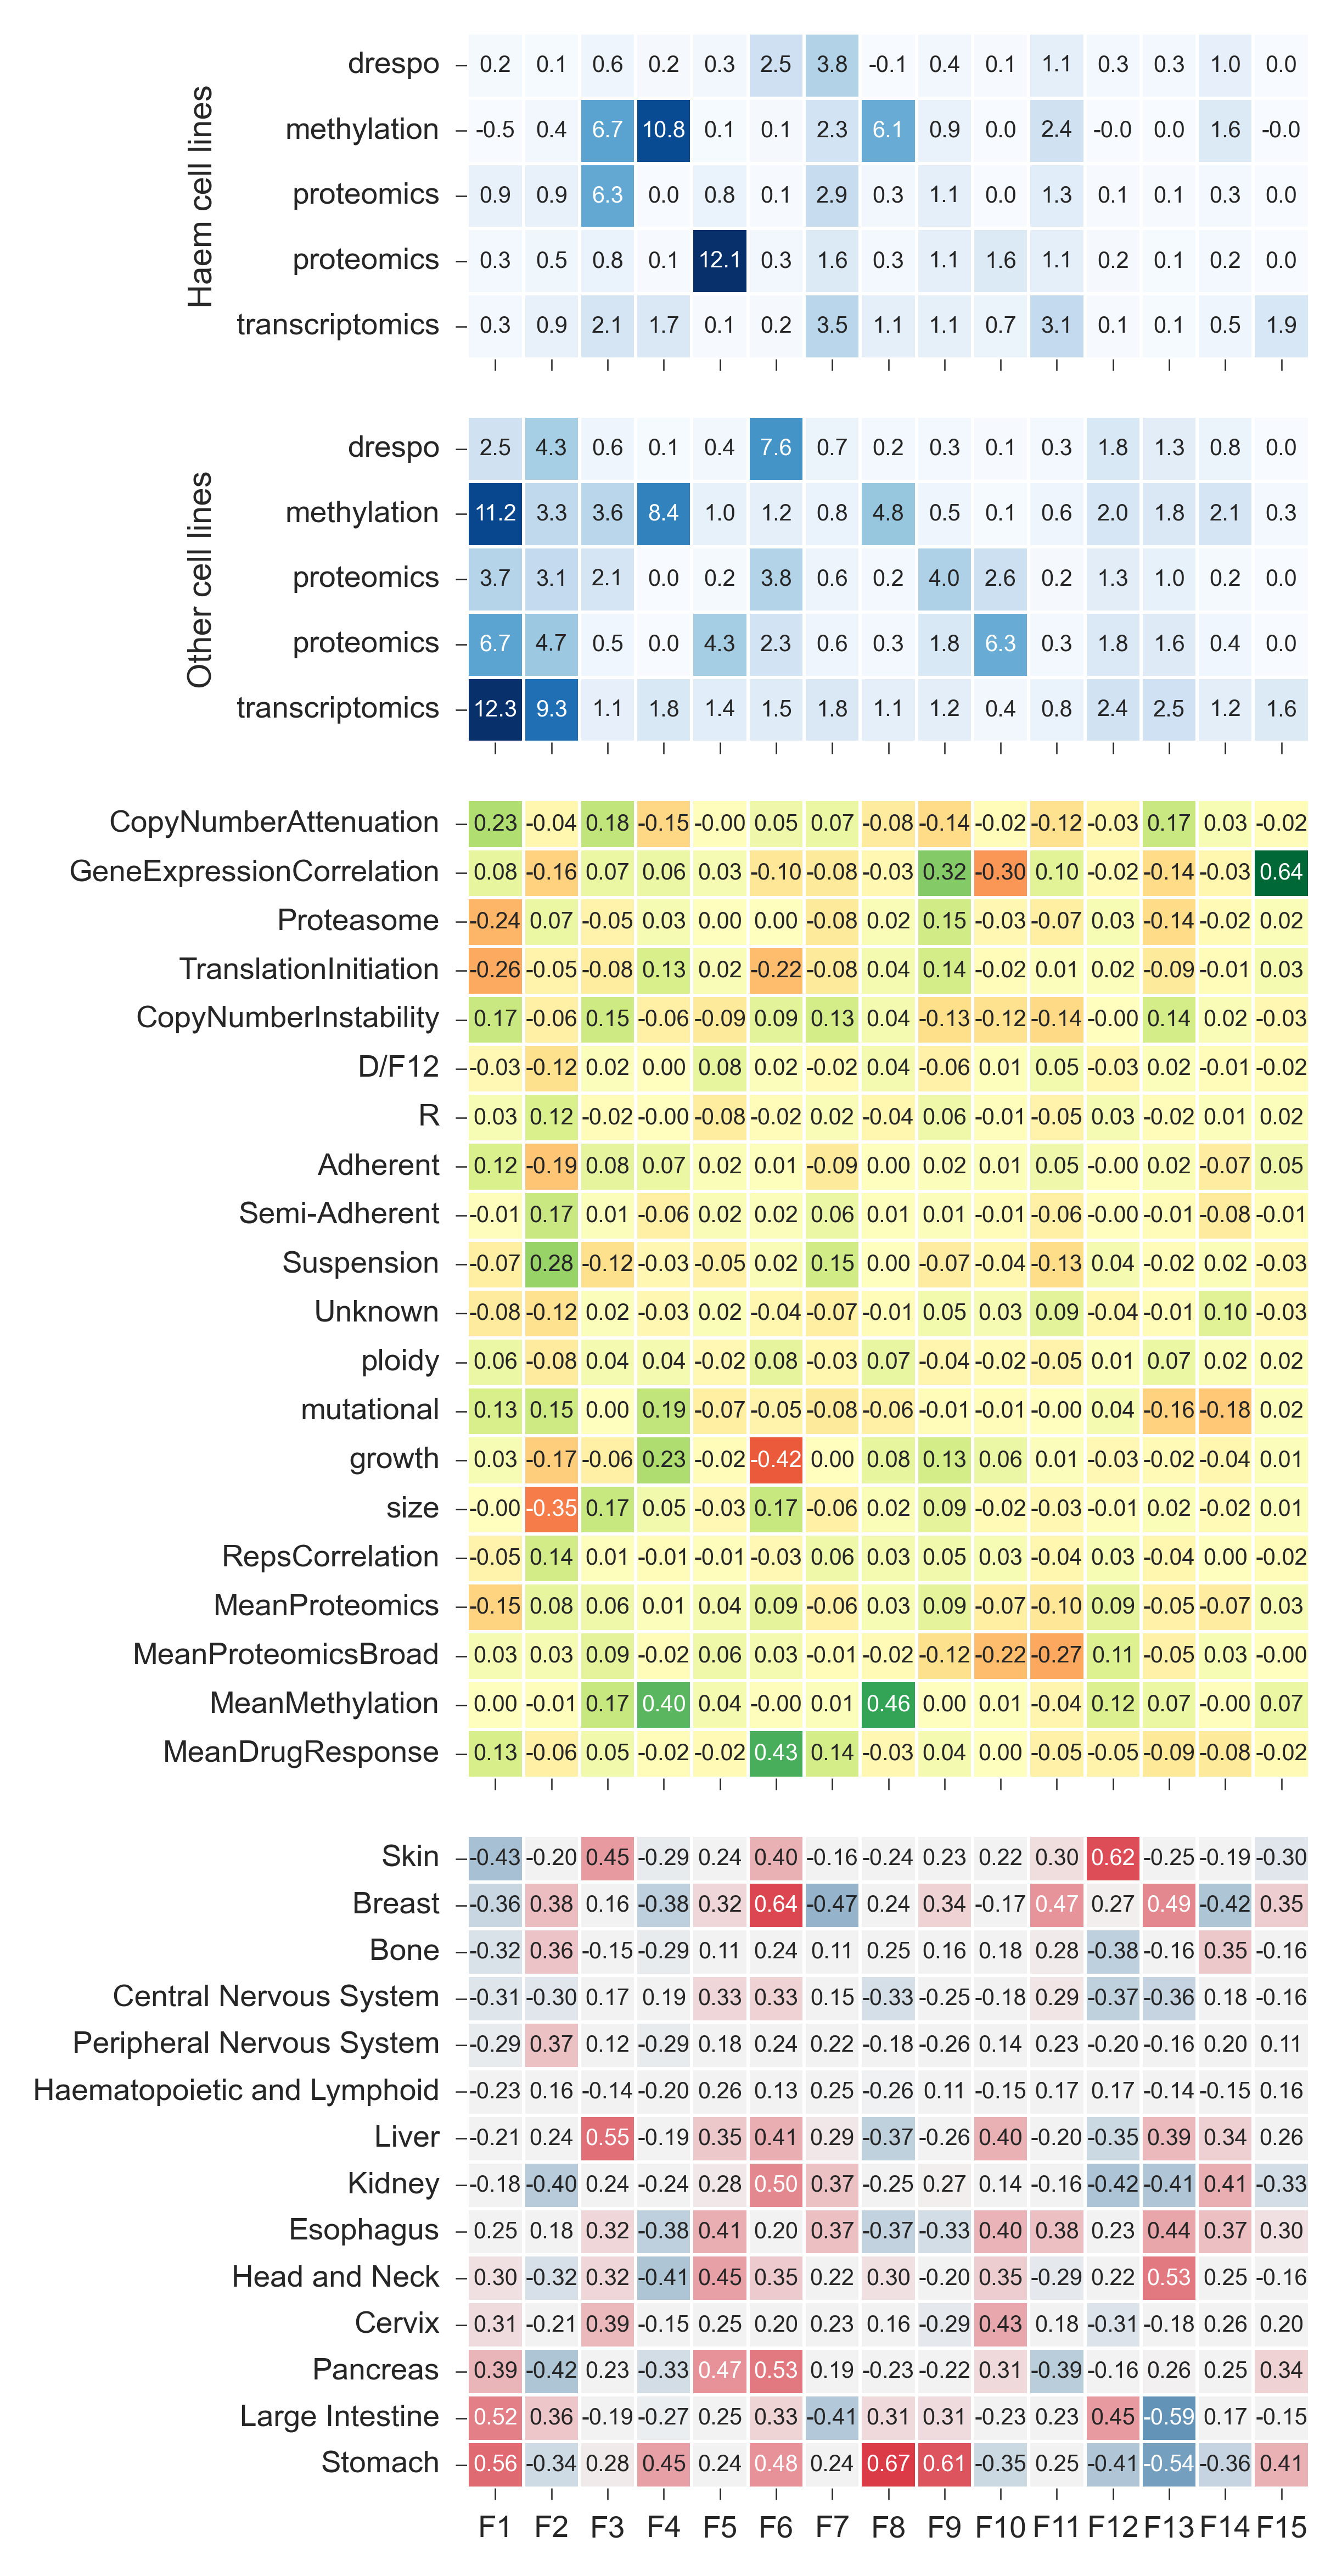 Haem cell lines
drespo 0.2 0.1 0.6 0.2 0.3 2.5 3.8 -0.1 0.4 0.1 1.1 0.3 0.3 1.0 0.0
methylation -0.5 0.4 6.7 10.8 0.1 0.1 2.3 6.1 0.9 0.0 2.4 -0.0 0.0 1.6 -0.0
proteomics 0.9 0.9 6.3 0.0 0.8 0.1 2.9 0.3 1.1 0.0 1.3 0.1 0.1 0.3 0.0
proteomics 0.3 0.5 0.8 0.1 12.1 0.3 1.6 0.3 1.1 1.6 1.1 0.2 0.1 0.2 0.0
transcriptomics 0.3 0.9 2.1 1.7 0.1 0.2 3.5 1.1 1.1 0.7 3.1 0.1 0.1 0.5 1.9
Other cell lines
drespo 2.5 4.3 0.6 0.1 0.4 7.6 0.7 0.2 0.3 0.1 0.3 1.8 1.3 0.8 0.0
methylation 11.2 3.3 3.6 8.4 1.0 1.2 0.8 4.8 0.5 0.1 0.6 2.0 1.8 2.1 0.3
proteomics 3.7 3.1 2.1 0.0 0.2 3.8 0.6 0.2 4.0 2.6 0.2 1.3 1.0 0.2 0.0
proteomics 6.7 4.7 0.5 0.0 4.3 2.3 0.6 0.3 1.8 6.3 0.3 1.8 1.6 0.4 0.0
transcriptomics 12.3 9.3 1.1 1.8 1.4 1.5 1.8 1.1 1.2 0.4 0.8 2.4 2.5 1.2 1.6
CopyNumberAttenuation 0.23 -0.04 0.18 -0.15 -0.00 0.05 0.07 -0.08 -0.14 -0.02 -0.12 -0.03 0.17 0.03 -0.02
GeneExpressionCorrelation 0.08 -0.16 0.07 0.06 0.03 -0.10 -0.08 -0.03 0.32 -0.30 0.10 -0.02 -0.14 -0.03 0.64
Proteasome -0.24 0.07 -0.05 0.03 0.00 0.00 -0.08 0.02 0.15 -0.03 -0.07 0.03 -0.14 -0.02 0.02
TranslationInitiation -0.26 -0.05 -0.08 0.13 0.02 -0.22 -0.08 0.04 0.14 -0.02 0.01 0.02 -0.09 -0.01 0.03
CopyNumberInstability 0.17 -0.06 0.15 -0.06 -0.09 0.09 0.13 0.04 -0.13 -0.12 -0.14 -0.00 0.14 0.02 -0.03
D/F12 -0.03 -0.12 0.02 0.00 0.08 0.02 -0.02 0.04 -0.06 0.01 0.05 -0.03 0.02 -0.01 -0.02
R 0.03 0.12 -0.02 -0.00 -0.08 -0.02 0.02 -0.04 0.06 -0.01 -0.05 0.03 -0.02 0.01 0.02
Adherent 0.12 -0.19 0.08 0.07 0.02 0.01 -0.09 0.00 0.02 0.01 0.05 -0.00 0.02 -0.07 0.05
Semi-Adherent -0.01 0.17 0.01 -0.06 0.02 0.02 0.06 0.01 0.01 -0.01 -0.06 -0.00 -0.01 -0.08 -0.01
Suspension -0.07 0.28 -0.12 -0.03 -0.05 0.02 0.15 0.00 -0.07 -0.04 -0.13 0.04 -0.02 0.02 -0.03
Unknown -0.08 -0.12 0.02 -0.03 0.02 -0.04 -0.07 -0.01 0.05 0.03 0.09 -0.04 -0.01 0.10 -0.03
ploidy 0.06 -0.08 0.04 0.04 -0.02 0.08 -0.03 0.07 -0.04 -0.02 -0.05 0.01 0.07 0.02 0.02
mutational 0.13 0.15 0.00 0.19 -0.07 -0.05 -0.08 -0.06 -0.01 -0.01 -0.00 0.04 -0.16 -0.18 0.02
growth 0.03 -0.17 -0.06 0.23 -0.02 -0.42 0.00 0.08 0.13 0.06 0.01 -0.03 -0.02 -0.04 0.01
size -0.00 -0.35 0.17 0.05 -0.03 0.17 -0.06 0.02 0.09 -0.02 -0.03 -0.01 0.02 -0.02 0.01
RepsCorrelation -0.05 0.14 0.01 -0.01 -0.01 -0.03 0.06 0.03 0.05 0.03 -0.04 0.03 -0.04 0.00 -0.02
MeanProteomics -0.15 0.08 0.06 0.01 0.04 0.09 -0.06 0.03 0.09 -0.07 -0.10 0.09 -0.05 -0.07 0.03
MeanProteomicsBroad 0.03 0.03 0.09 -0.02 0.06 0.03 -0.01 -0.02 -0.12 -0.22 -0.27 0.11 -0.05 0.03 -0.00
MeanMethylation 0.00 -0.01 0.17 0.40 0.04 -0.00 0.01 0.46 0.00 0.01 -0.04 0.12 0.07 -0.00 0.07
MeanDrugResponse 0.13 -0.06 0.05 -0.02 -0.02 0.43 0.14 -0.03 0.04 0.00 -0.05 -0.05 -0.09 -0.08 -0.02
Skin -0.43 -0.20 0.45 -0.29 0.24 0.40 -0.16 -0.24 0.23 0.22 0.30 0.62 -0.25 -0.19 -0.30
Breast -0.36 0.38 0.16 -0.38 0.32 0.64 -0.47 0.24 0.34 -0.17 0.47 0.27 0.49 -0.42 0.35
Bone -0.32 0.36 -0.15 -0.29 0.11 0.24 0.11 0.25 0.16 0.18 0.28 -0.38 -0.16 0.35 -0.16
Central Nervous System -0.31 -0.30 0.17 0.19 0.33 0.33 0.15 -0.33 -0.25 -0.18 0.29 -0.37 -0.36 0.18 -0.16
Peripheral Nervous System -0.29 0.37 0.12 -0.29 0.18 0.24 0.22 -0.18 -0.26 0.14 0.23 -0.20 -0.16 0.20 0.11
Haematopoietic and Lymphoid -0.23 0.16 -0.14 -0.20 0.26 0.13 0.25 -0.26 0.11 -0.15 0.17 0.17 -0.14 -0.15 0.16
Liver -0.21 0.24 0.55 -0.19 0.35 0.41 0.29 -0.37 -0.26 0.40 -0.20 -0.35 0.39 0.34 0.26
Kidney -0.18 -0.40 0.24 -0.24 0.28 0.50 0.37 -0.25 0.27 0.14 -0.16 -0.42 -0.41 0.41 -0.33
Esophagus 0.25 0.18 0.32 -0.38 0.41 0.20 0.37 -0.37 -0.33 0.40 0.38 0.23 0.44 0.37 0.30
Head and Neck 0.30 -0.32 0.32 -0.41 0.45 0.35 0.22 0.30 -0.20 0.35 -0.29 0.22 0.53 0.25 -0.16
Cervix 0.31 -0.21 0.39 -0.15 0.25 0.20 0.23 0.16 -0.29 0.43 0.18 -0.31 -0.18 0.26 0.20
Pancreas 0.39 -0.42 0.23 -0.33 0.47 0.53 0.19 -0.23 -0.22 0.31 -0.39 -0.16 0.26 0.25 0.34
Large Intestine 0.52 0.36 -0.19 -0.27 0.25 0.33 -0.41 0.31 0.31 -0.23 0.23 0.45 -0.59 0.17 -0.15
Stomach 0.56 -0.34 0.28 0.45 0.24 0.48 0.24 0.67 0.61 -0.35 0.25 -0.41 -0.54 -0.36 0.41
F1 F2 F3 F4 F5 F6 F7 F8 F9 F10 F11 F12 F13 F14 F15